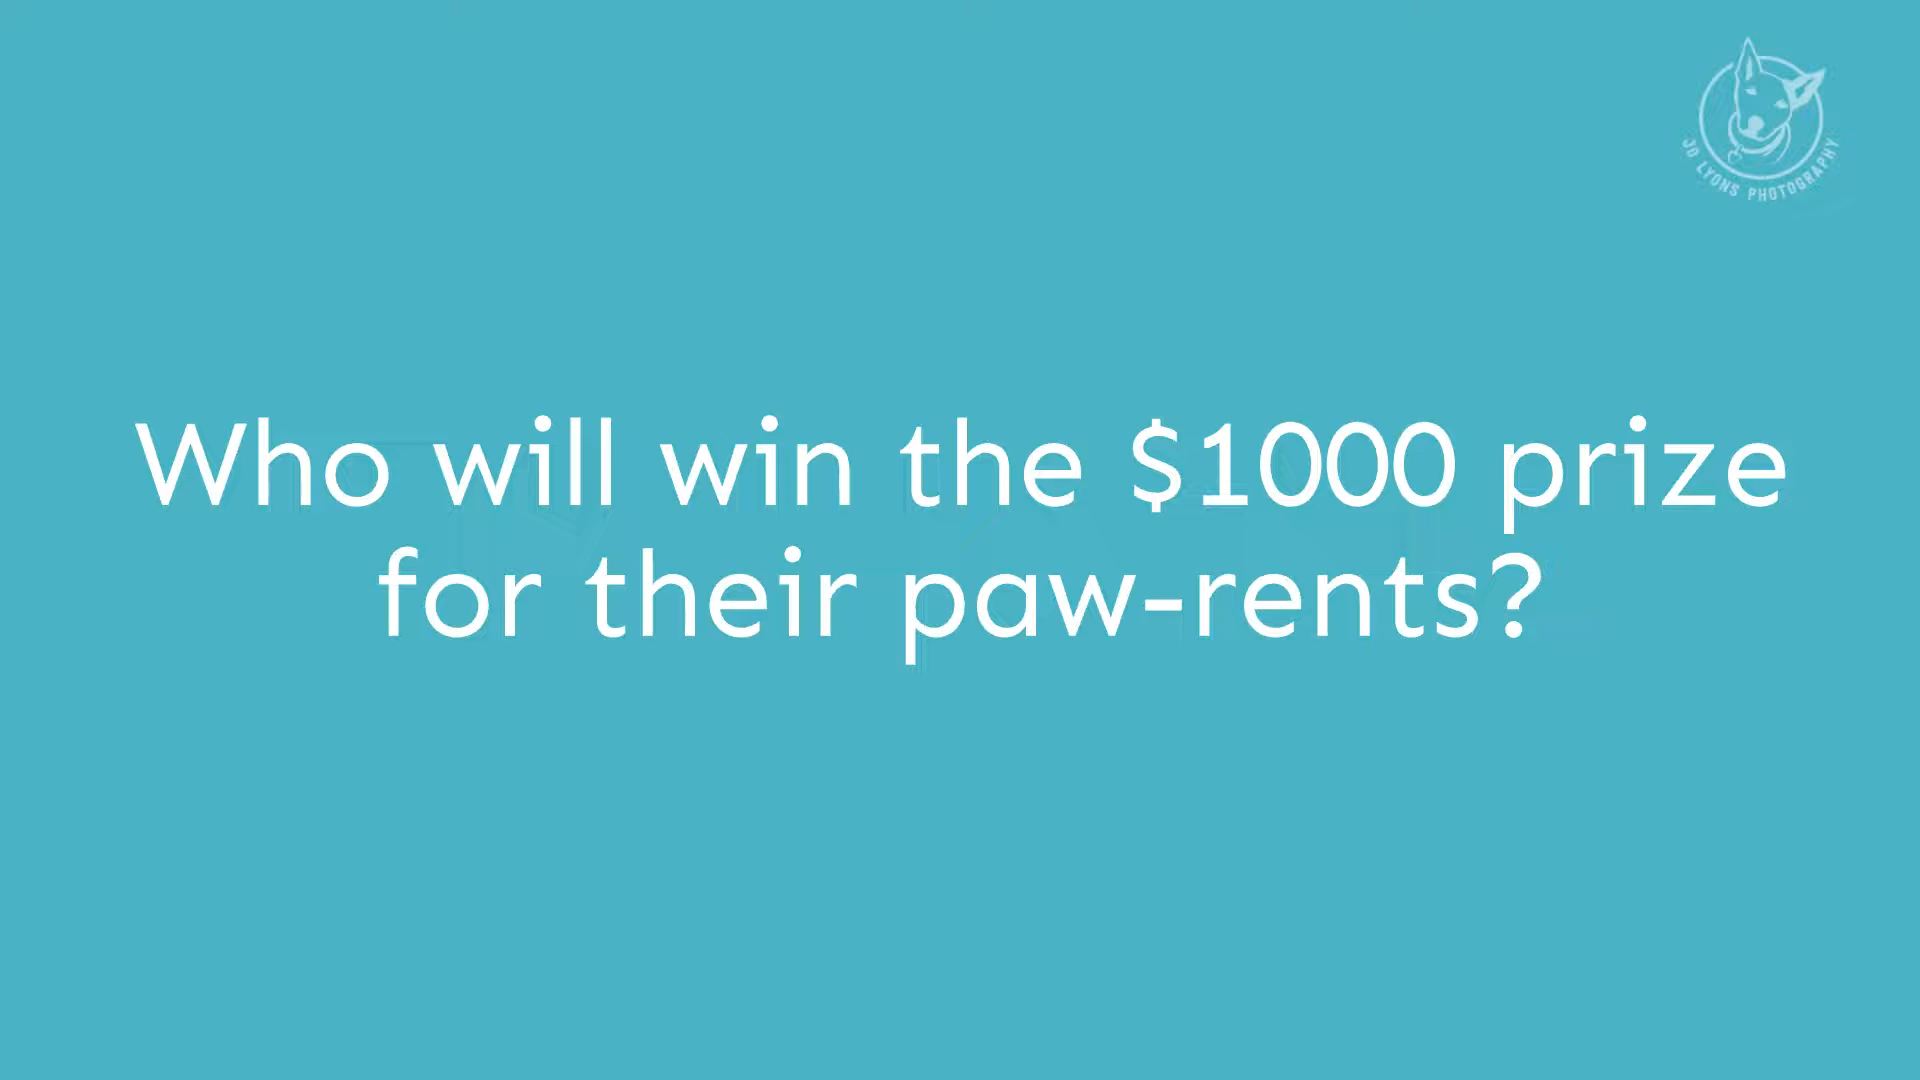 JO LYONS PHOTOGRAPHY
Who will win the $1000 prize
for their paw-rents?